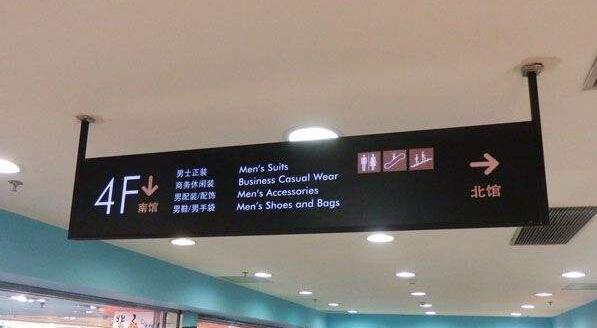 4F
南馆
男士正装
商务休闲装
男配装/配饰
男鞋/男手袋
Men's Suits
Business Casual Wear
Men's Accessories
Men's Shoes and Bags
北馆